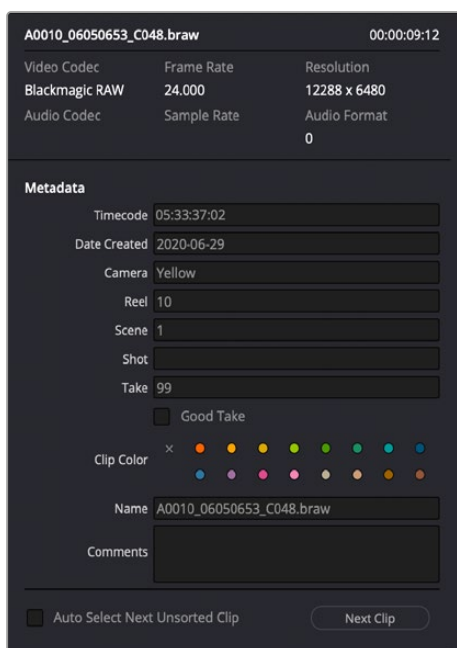 A0010_06050653_C048.braw 00:00:09:12
Video Codec Frame Rate Resolution
Blackmagic RAW 24.000 12288 x 6480
Audio Codec Sample Rate Audio Format
0
Metadata
Timecode 05:33:37:02
Date Created 2020-06-29
Camera Yellow
Reel 10
Scene 1
Shot
Take 99
Good Take
Clip Color
Name A0010_06050653_C048.braw
Comments
Auto Select Next Unsorted Clip Next Clip